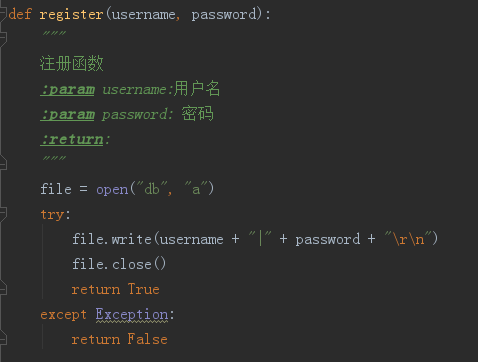 def register(username, password):
    """
    注册函数
    :param username:用户名
    :param password: 密码
    :return:
    """
    file = open("db", "a")
    try:
        file.write(username + "|" + password + "\r\n")
        file.close()
        return True
    except Exception:
        return False